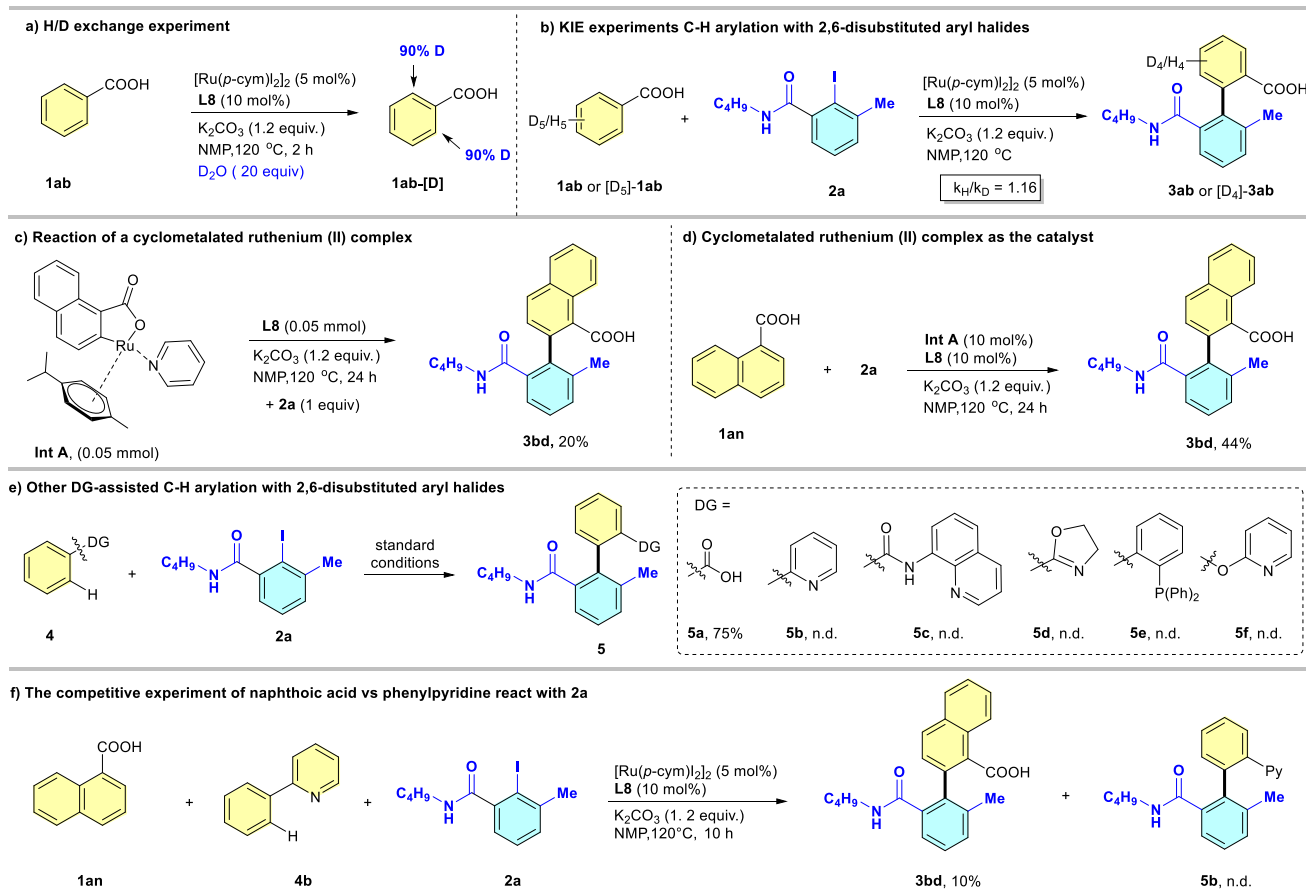 a) H/D exchange experiment
COOH
1ab
[Ru(p-cym)I2]2 (5 mol%)
L8 (10 mol%)
K2CO3 (1.2 equiv.)
NMP,120 °C, 2 h
D2O ( 20 equiv)
90% D
COOH
90% D
1ab-[D]
b) KIE experiments C-H arylation with 2,6-disubstituted aryl halides
COOH
D5/H5
1ab or [D5]-1ab
+
O
I
C4H9
N
H
Me
2a
[Ru(p-cym)I2]2 (5 mol%)
L8 (10 mol%)
K2CO3 (1.2 equiv.)
NMP,120 °C
kH/kD = 1.16
D4/H4
COOH
O
C4H9
N
H
Me
3ab or [D4]-3ab
c) Reaction of a cyclometalated ruthenium (II) complex
O
O
Ru
N
Int A, (0.05 mmol)
L8 (0.05 mmol)
K2CO3 (1.2 equiv.)
NMP,120 °C, 24 h
+ 2a (1 equiv)
COOH
O
C4H9
N
H
Me
3bd, 20%
d) Cyclometalated ruthenium (II) complex as the catalyst
COOH
1an
+
2a
Int A (10 mol%)
L8 (10 mol%)
K2CO3 (1.2 equiv.)
NMP,120 °C, 24 h
COOH
O
C4H9
N
H
Me
3bd, 44%
e) Other DG-assisted C-H arylation with 2,6-disubstituted aryl halides
DG
H
4
+
O
I
C4H9
N
H
Me
2a
standard
conditions
DG
O
C4H9
N
H
Me
5
DG =
O
OH
5a, 75%
N
5b, n.d.
O
N
H
N
5c, n.d.
O
N
5d, n.d.
P(Ph)2
5e, n.d.
O
N
5f, n.d.
f) The competitive experiment of naphthoic acid vs phenylpyridine react with 2a
COOH
1an
+
N
H
4b
+
O
I
C4H9
N
H
Me
2a
[Ru(p-cym)I2]2 (5 mol%)
L8 (10 mol%)
K2CO3 (1. 2 equiv.)
NMP,120°C, 10 h
COOH
O
C4H9
N
H
Me
3bd, 10%
+
Py
O
C4H9
N
H
Me
5b, n.d.